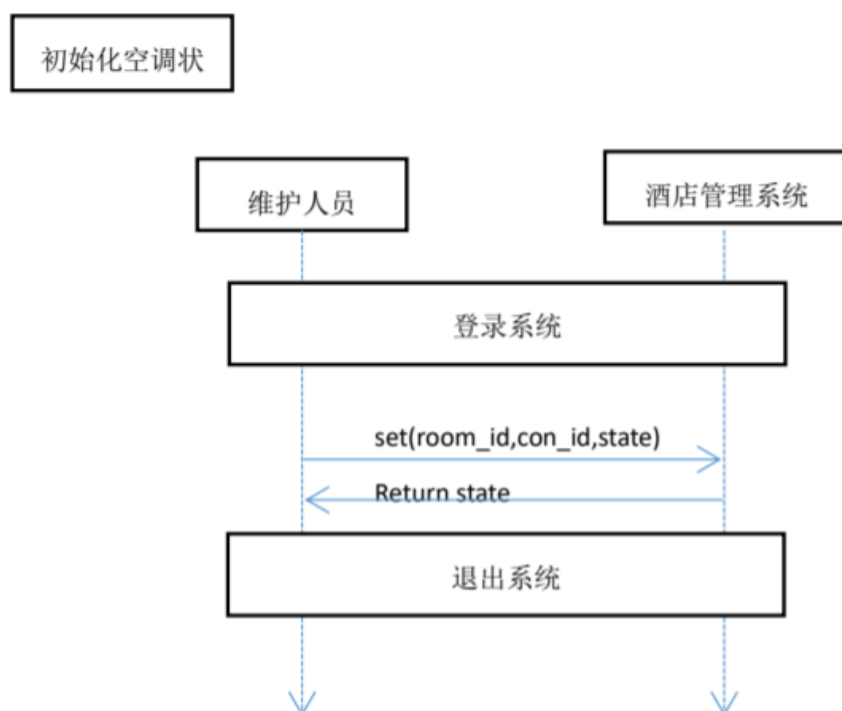 初始化空调状
维护人员
酒店管理系统
登录系统
set(room_id,con_id,state)
Return state
退出系统